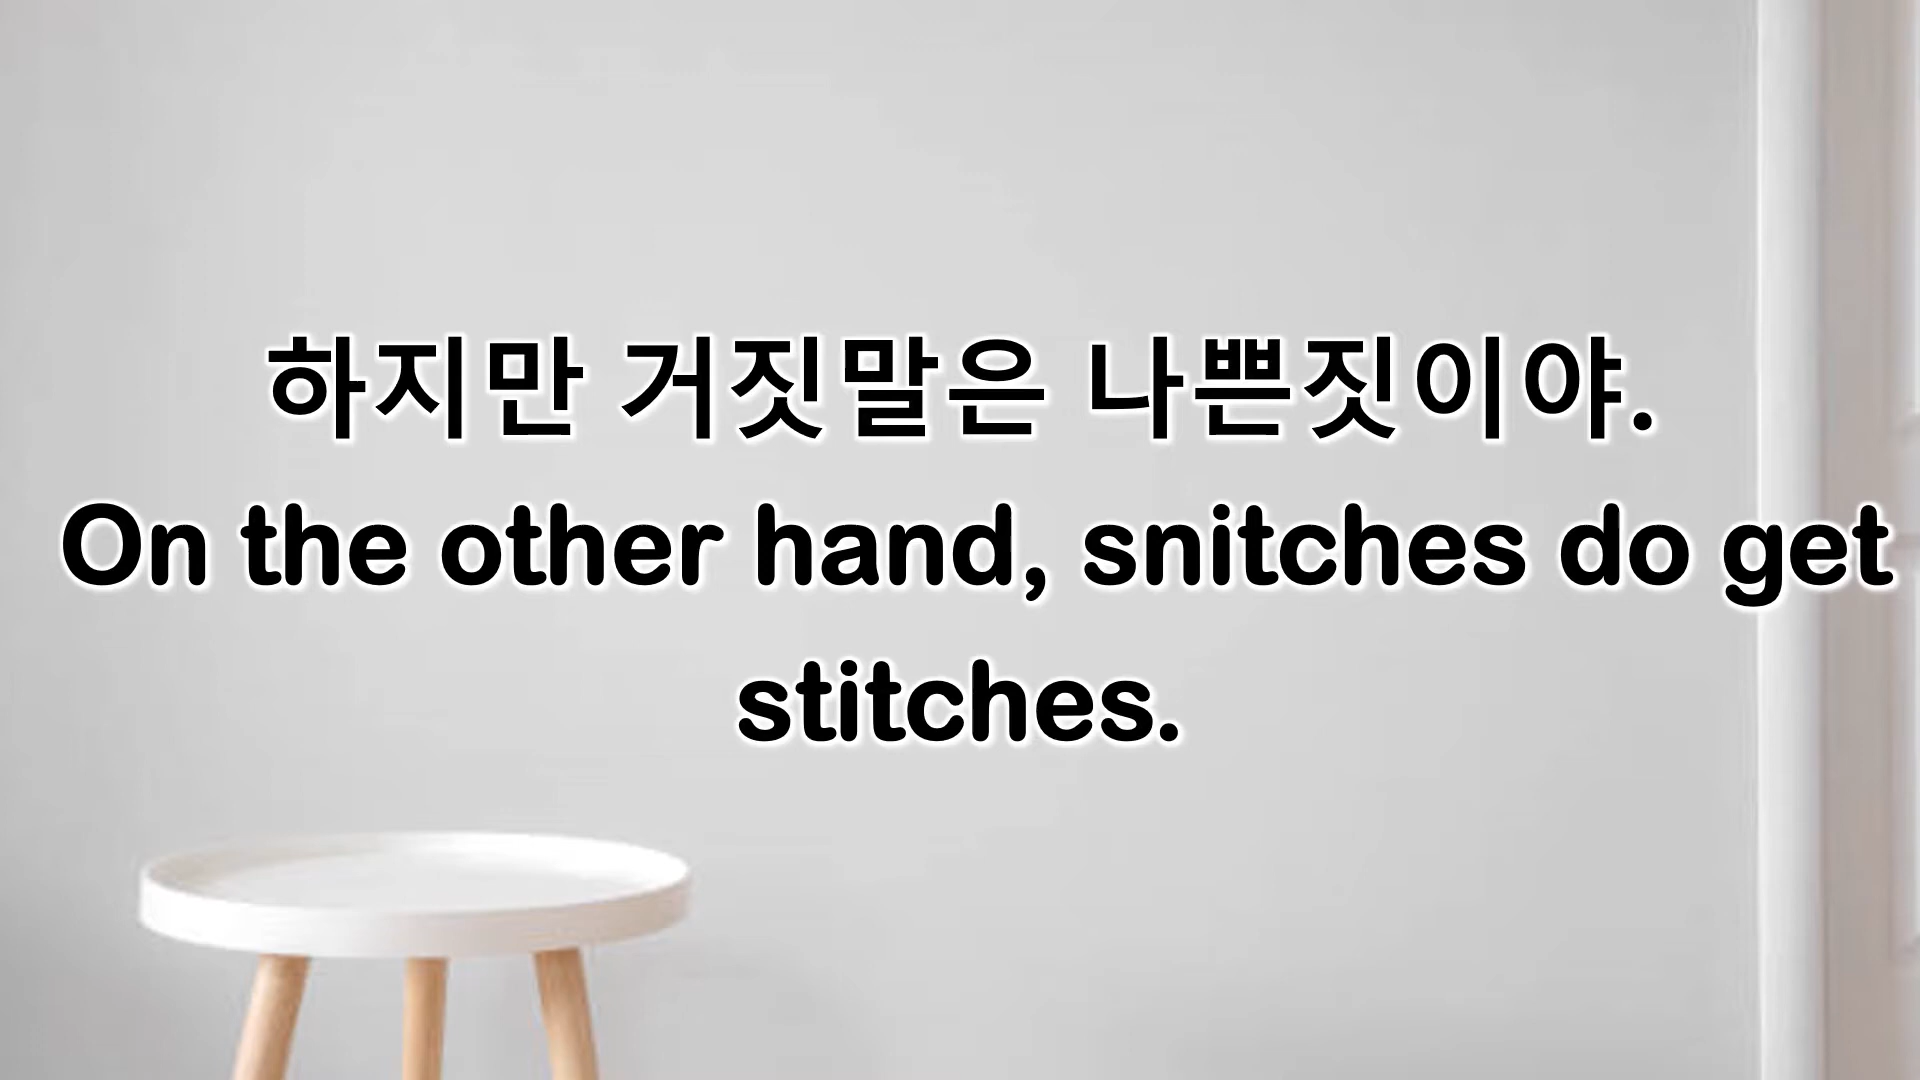 하지만 거짓말은 나쁜짓이야.
On the other hand, snitches do get
stitches.